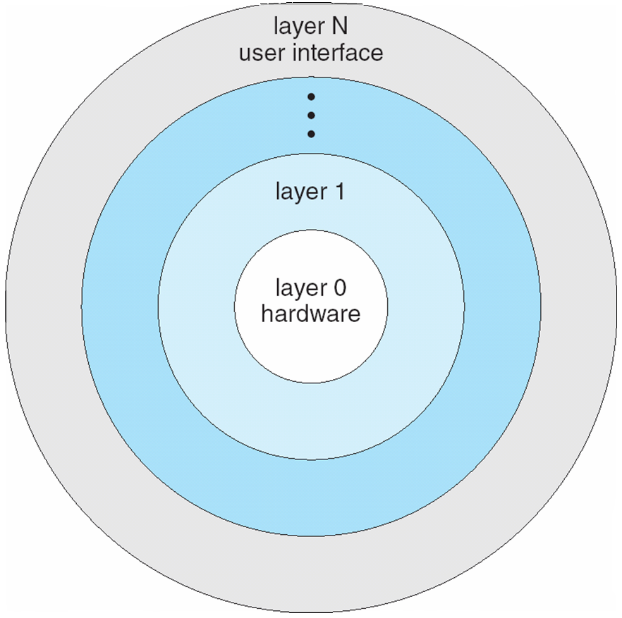 layer N
user interface
layer 1
layer 0
hardware